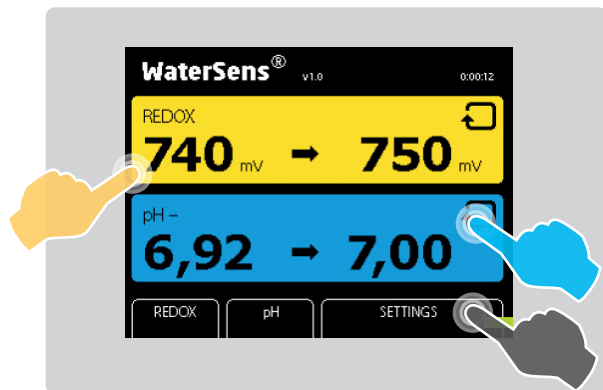 WaterSens® v1.0 0:00:12
REDOX
740 mV → 750 mV
pH –
6,92 → 7,00
REDOX pH SETTINGS